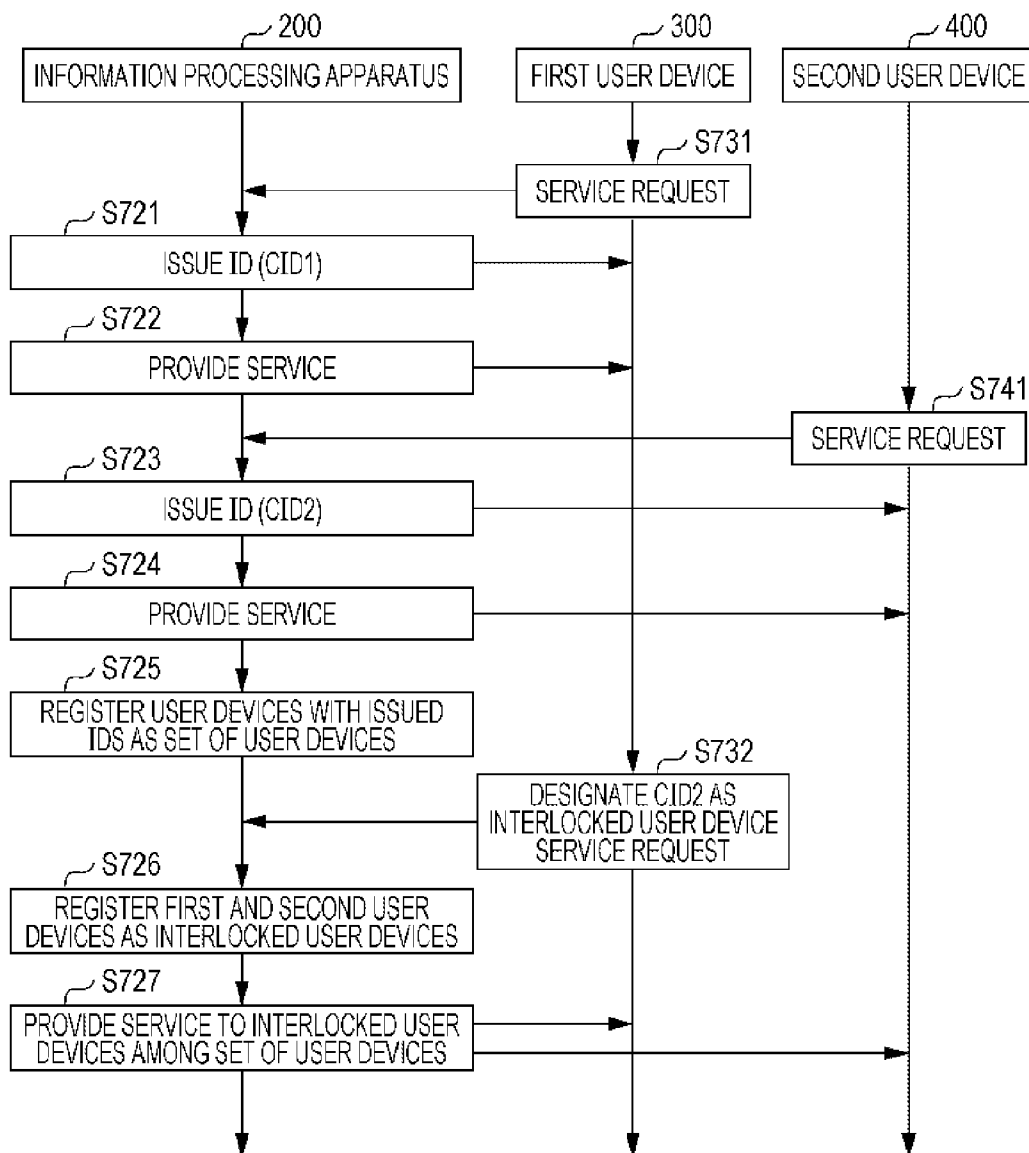 200
300
400
INFORMATION PROCESSING APPARATUS
FIRST USER DEVICE
SECOND USER DEVICE
S731
SERVICE REQUEST
S721
ISSUE ID (CID1)
S722
PROVIDE SERVICE
S741
SERVICE REQUEST
S723
ISSUE ID (CID2)
S724
PROVIDE SERVICE
S725
REGISTER USER DEVICES WITH ISSUED
IDS AS SET OF USER DEVICES
S732
DESIGNATE CID2 AS
INTERLOCKED USER DEVICE
SERVICE REQUEST
S726
REGISTER FIRST AND SECOND USER
DEVICES AS INTERLOCKED USER DEVICES
S727
PROVIDE SERVICE TO INTERLOCKED USER
DEVICES AMONG SET OF USER DEVICES